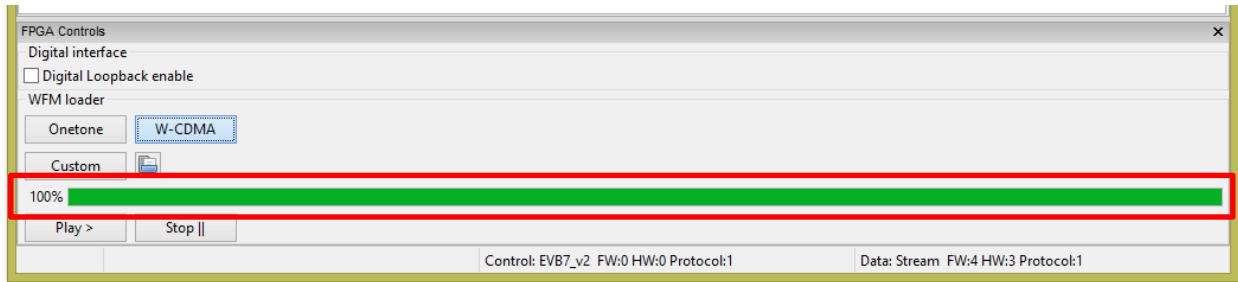 FPGA Controls
Digital interface
Digital Loopback enable
WFM loader
Onetone W-CDMA
Custom
100%
Play > Stop ||
Control: EVB7_v2 FW:0 HW:0 Protocol:1 Data: Stream FW:4 HW:3 Protocol:1